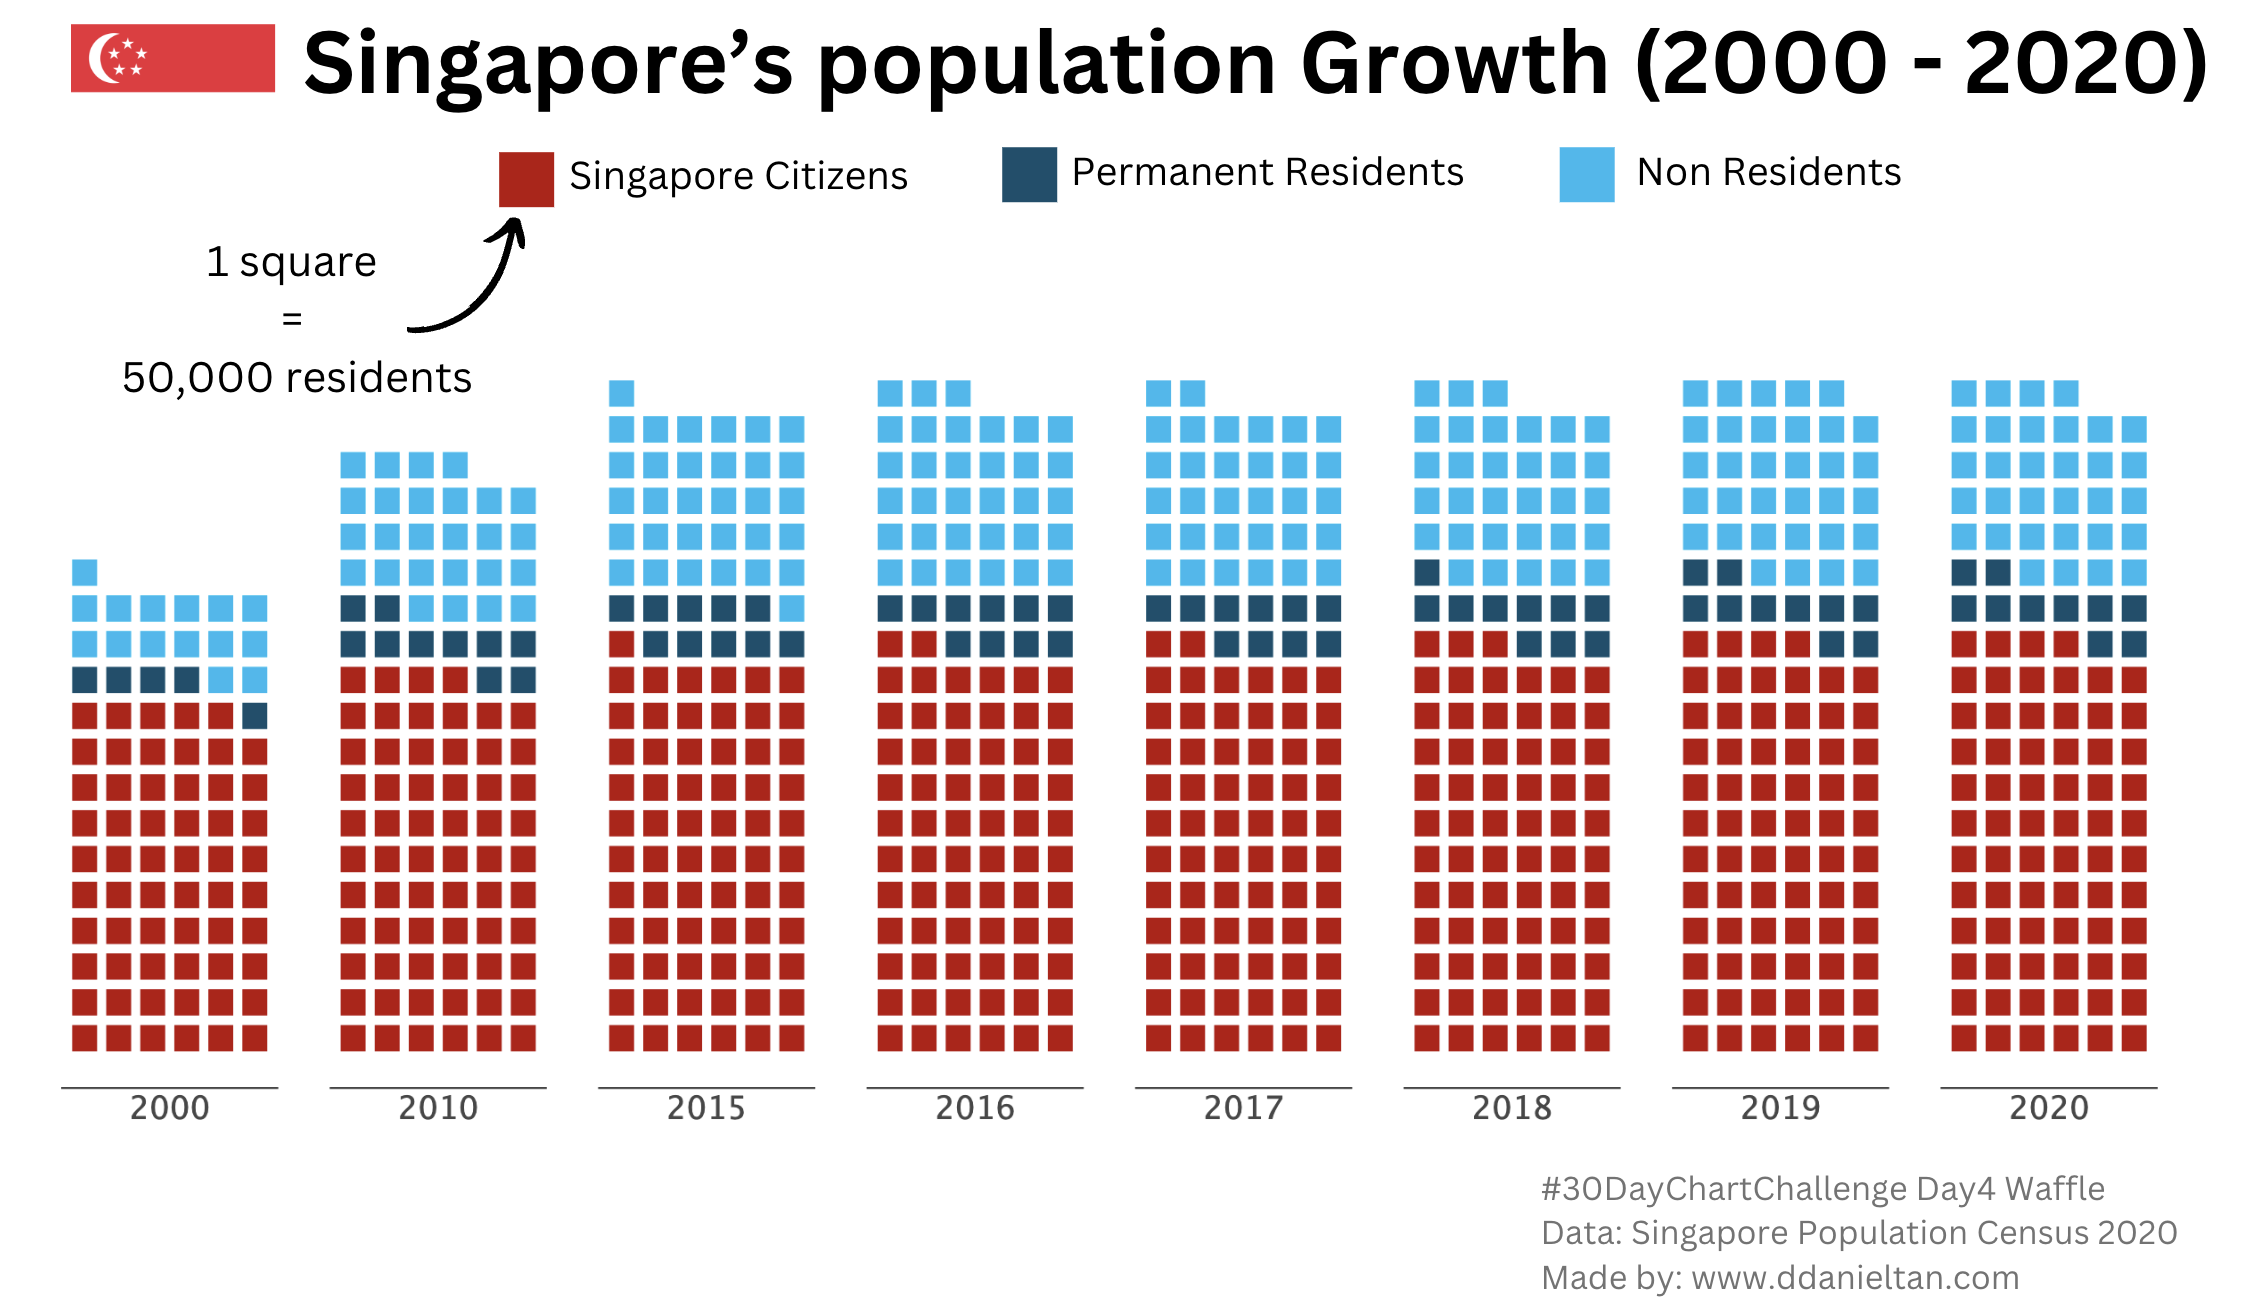 Singapore’s population Growth (2000 - 2020)
Singapore Citizens
Permanent Residents
Non Residents
1 square
=
50,000 residents
2000
2010
2015
2016
2017
2018
2019
2020
#30DayChartChallenge Day4 Waffle
Data: Singapore Population Census 2020
Made by: www.ddanieltan.com